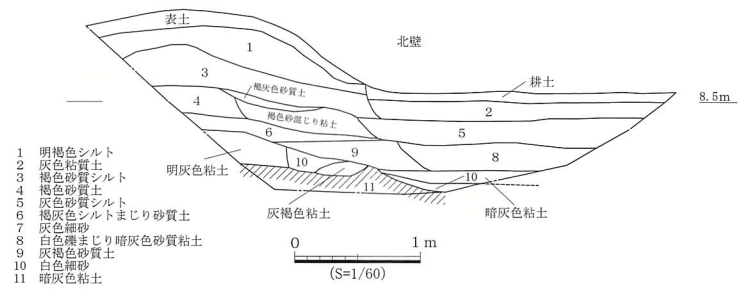 表土
北壁
1
耕土
3
褐灰色砂質土
8.5m
2
4
褐色砂混じり粘土
5
6
9
8
明灰色粘土
10
10
11
灰褐色粘土
暗灰色粘土
1 明褐色シルト
2 灰色粘質土
3 褐色砂質シルト
4 褐色砂質土
5 灰色砂質シルト
6 褐灰色シルトまじり砂質土
7 灰色細砂
8 白色礫まじり暗灰色砂質粘土
9 灰褐色砂質土
10 白色細砂
11 暗灰色粘土
0 1 m
(S=1/60)